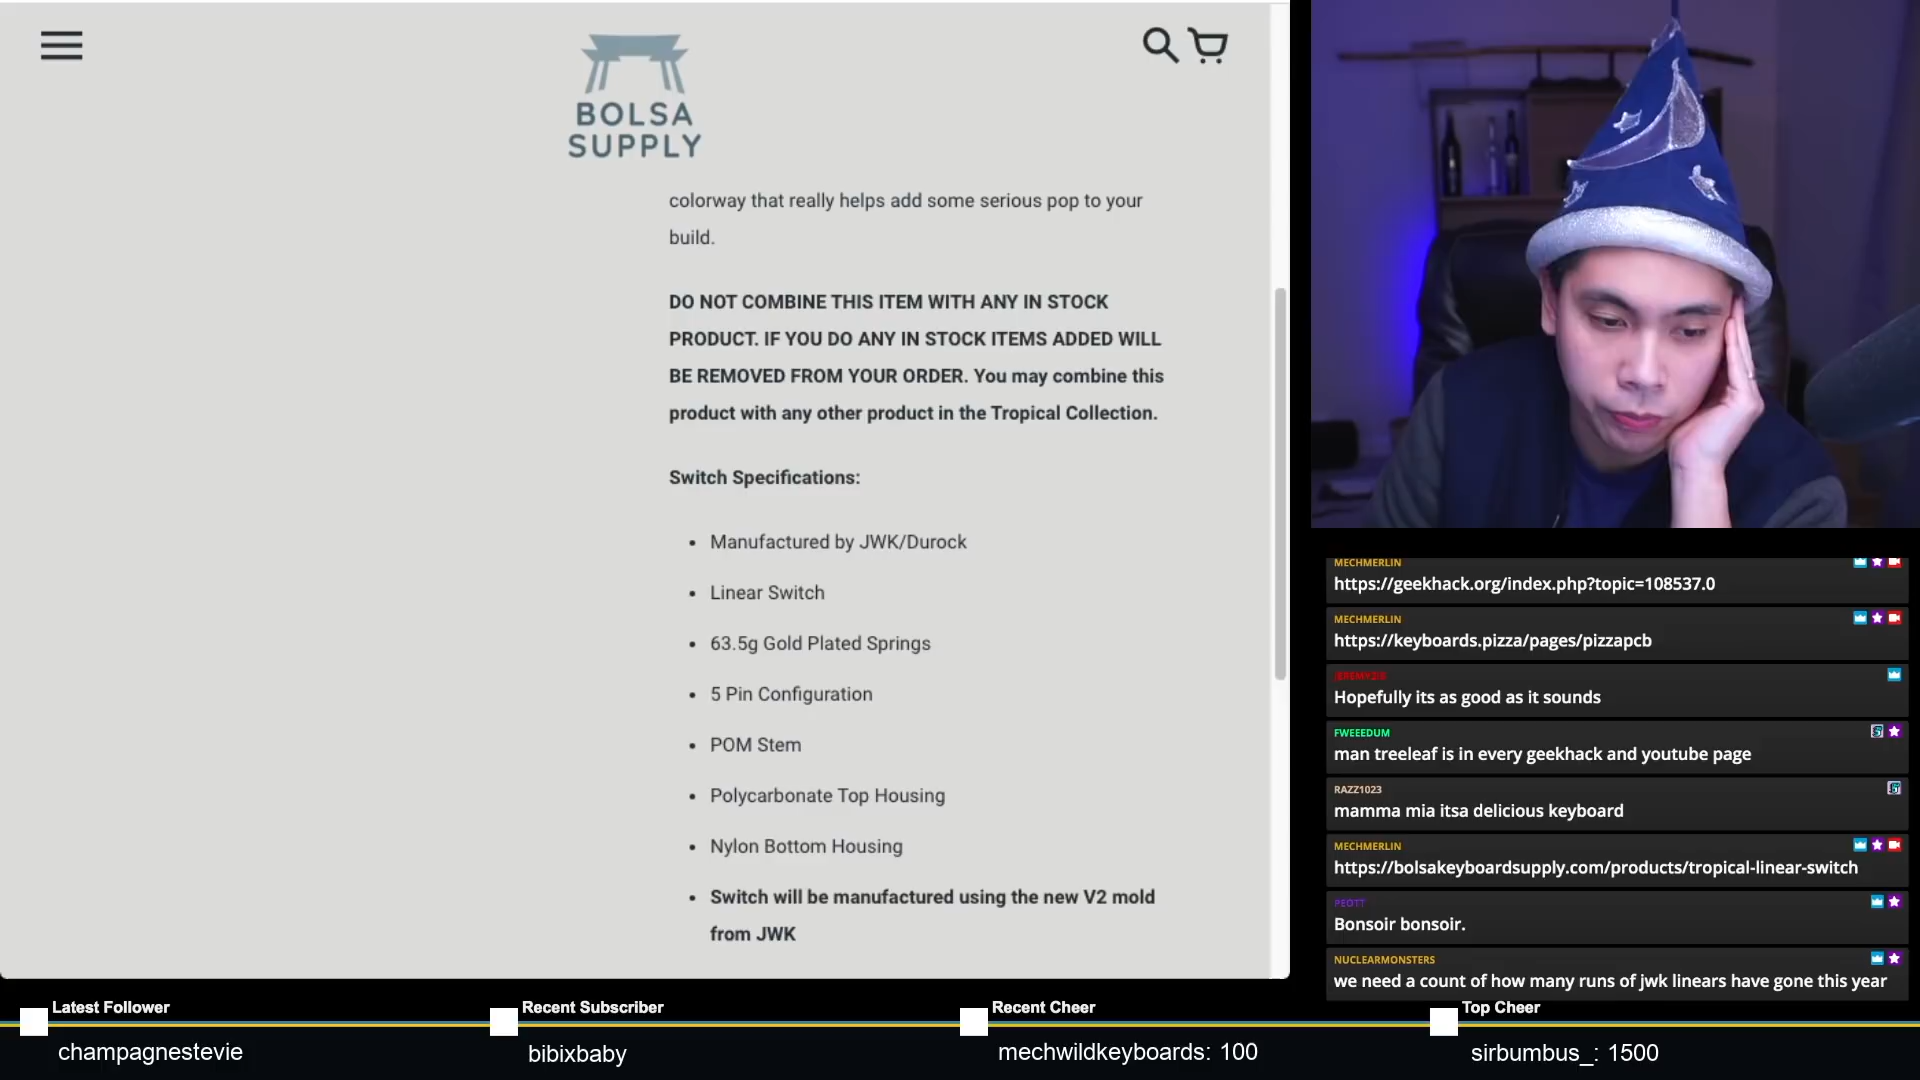 BOLSA
SUPPLY
colorway that really helps add some serious pop to your
build.
DO NOT COMBINE THIS ITEM WITH ANY IN STOCK
PRODUCT. IF YOU DO ANY IN STOCK ITEMS ADDED WILL
BE REMOVED FROM YOUR ORDER. You may combine this
product with any other product in the Tropical Collection.
Switch Specifications:
• Manufactured by JWK/Durock
• Linear Switch
• 63.5g Gold Plated Springs
• 5 Pin Configuration
• POM Stem
• Polycarbonate Top Housing
• Nylon Bottom Housing
• Switch will be manufactured using the new V2 mold
from JWK
MECHMERLIN
https://geekhack.org/index.php?topic=108537.0
MECHMERLIN
https://keyboards.pizza/pages/pizzapcb
Hopefully its as good as it sounds
FWEEEDUM
man treeleaf is in every geekhack and youtube page
RAZZ1023
mamma mia itsa delicious keyboard
MECHMERLIN
https://bolsakeyboardsupply.com/products/tropical-linear-switch
PEOTT
Bonsoir bonsoir.
NUCLEARMONSTERS
we need a count of how many runs of jwk linears have gone this year
Latest Follower
champagnestevie
Recent Subscriber
bibixbaby
Recent Cheer
mechwildkeyboards: 100
Top Cheer
sirbumbus_: 1500